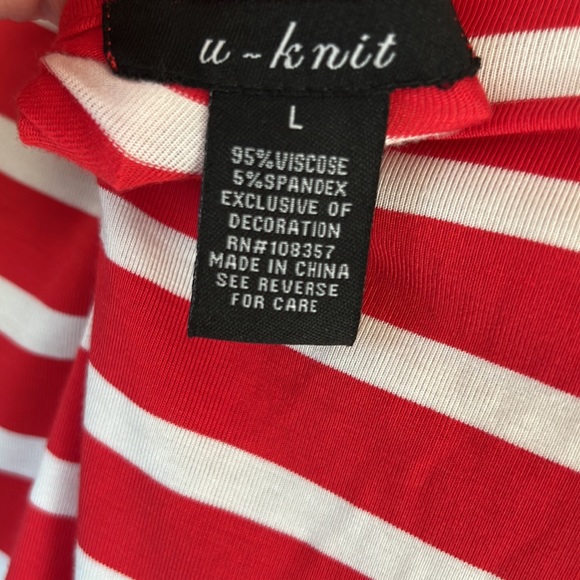 u~knit
L
95%VISCOSE
5%SPANDEX
EXCLUSIVE OF
DECORATION
RN#108357
MADE IN CHINA
SEE REVERSE
FOR CARE